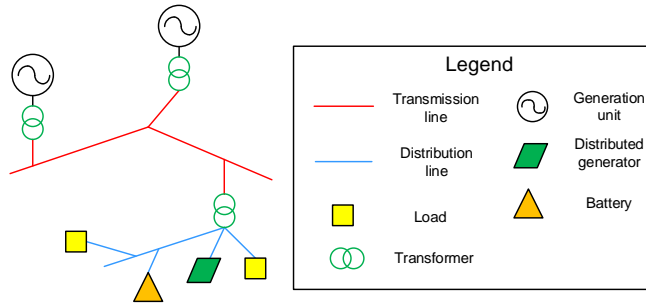 Legend
Transmission
line
Generation
unit
Distribution
line
Distributed
generator
Load
Battery
Transformer